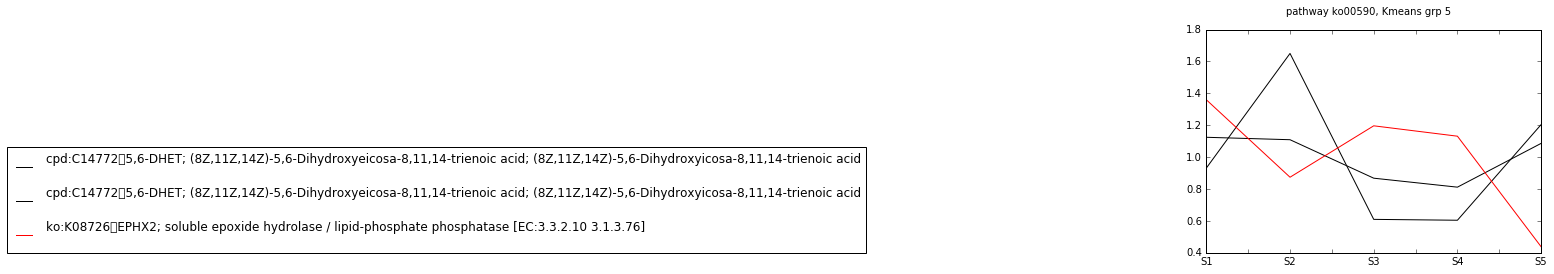 pathway ko00590, Kmeans grp 5
cpd:C14772▯5,6-DHET; (8Z,11Z,14Z)-5,6-Dihydroxyeicosa-8,11,14-trienoic acid; (8Z,11Z,14Z)-5,6-Dihydroxyicosa-8,11,14-trienoic acid
cpd:C14772▯5,6-DHET; (8Z,11Z,14Z)-5,6-Dihydroxyeicosa-8,11,14-trienoic acid; (8Z,11Z,14Z)-5,6-Dihydroxyicosa-8,11,14-trienoic acid
ko:K08726▯EPHX2; soluble epoxide hydrolase / lipid-phosphate phosphatase [EC:3.3.2.10 3.1.3.76]
1.8
1.6
1.4
1.2
1.0
0.8
0.6
0.4
S1 S2 S3 S4 S5